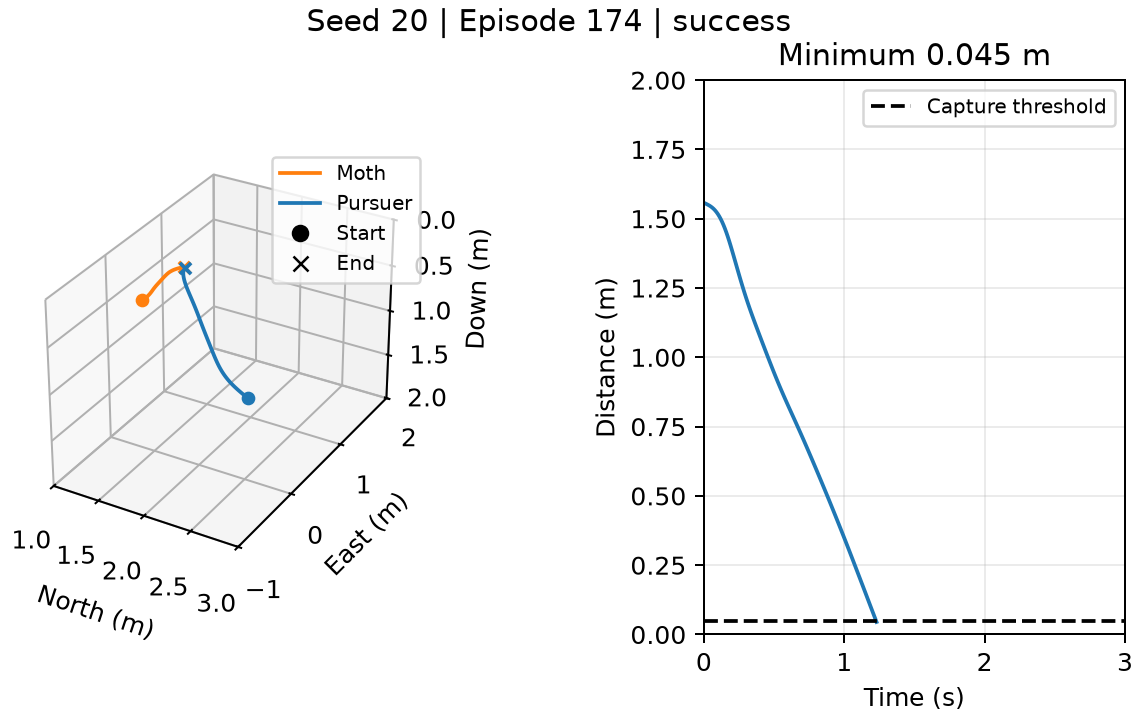 Seed 20 | Episode 174 | success
Moth
Pursuer
Start
End
0.0
0.5
1.0
1.5
2.0
Down (m)
2
1
0
−1
East (m)
1.0
1.5
2.0
2.5
3.0
North (m)
Minimum 0.045 m
Capture threshold
2.00
1.75
1.50
1.25
1.00
0.75
0.50
0.25
0.00
Distance (m)
0 1 2 3
Time (s)